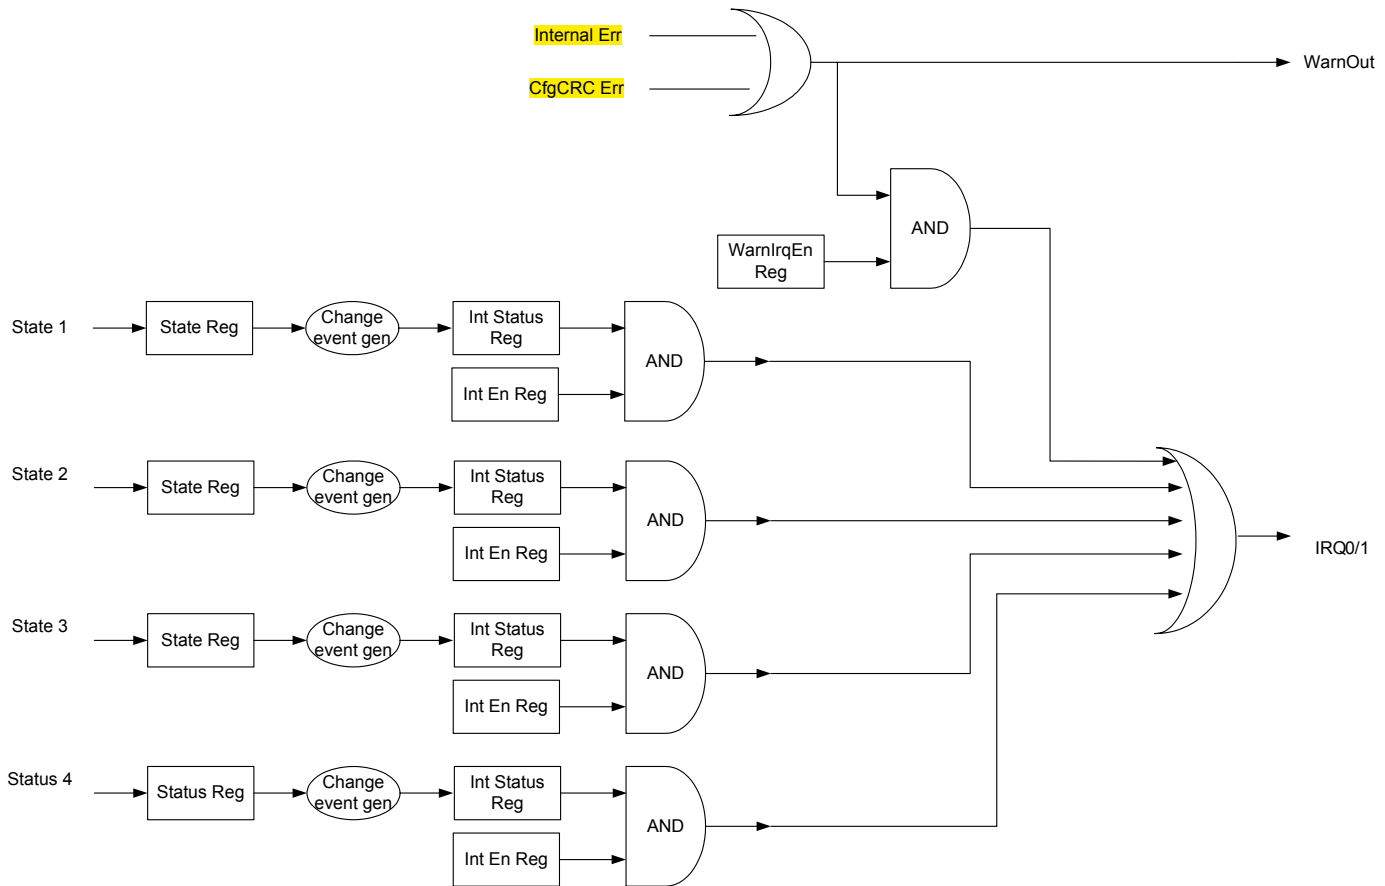 Internal Err
WarnOut
CfgCRC Err
AND
WarnIrqEn
Reg
State 1
State Reg
Change
event gen
Int Status
Reg
AND
Int En Reg
State 2
State Reg
Change
event gen
Int Status
Reg
AND
Int En Reg
IRQ0/1
State 3
State Reg
Change
event gen
Int Status
Reg
AND
Int En Reg
Status 4
Status Reg
Change
event gen
Int Status
Reg
AND
Int En Reg